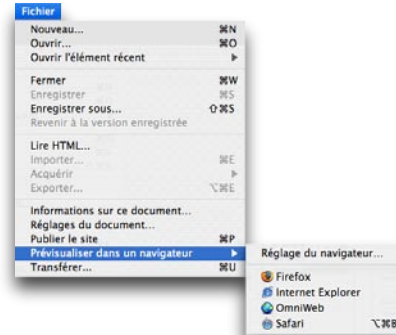 Fichier
Nouveau... ⌘N
Ouvrir... ⌘O
Ouvrir l'élément récent ▶
Fermer ⌘W
Enregistrer ⌘S
Enregistrer sous... ⇧⌘S
Revenir à la version enregistrée
Lire HTML...
Importer... ⌘E
Acquérir ▶
Exporter... ⌥⌘E
Informations sur ce document...
Réglages du document...
Publier le site ⌘P
Prévisualiser dans un navigateur ▶
Transférer... ⌘U
Réglage du navigateur...
Firefox
Internet Explorer
OmniWeb
Safari ⌥⌘B